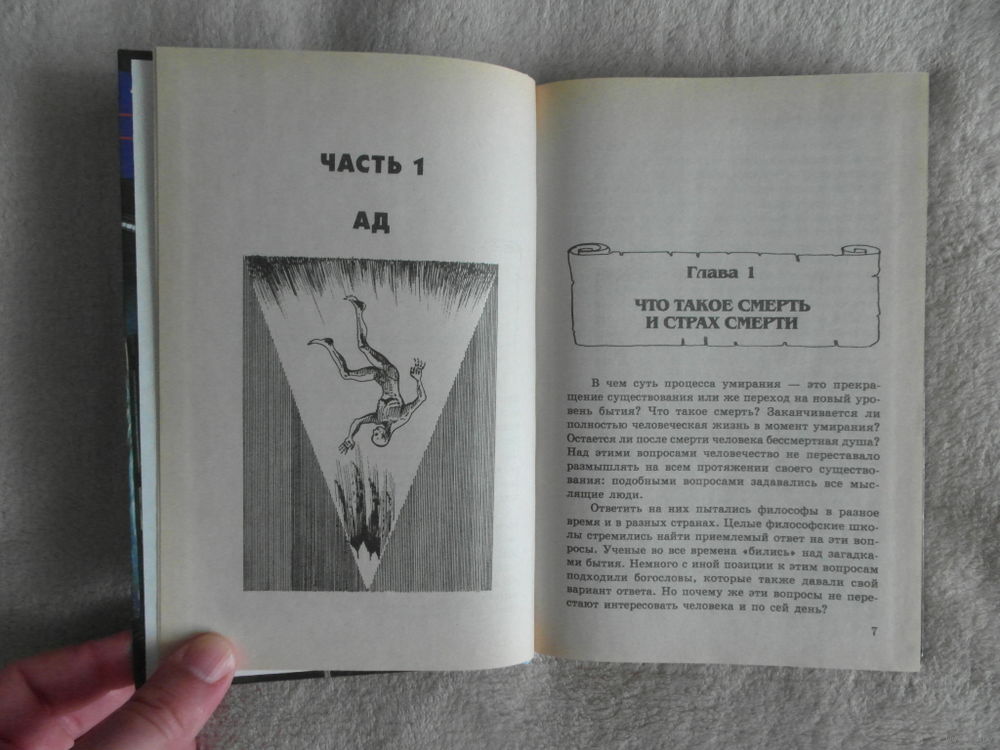 ЧАСТЬ 1
АД
Глава 1
ЧТО ТАКОЕ СМЕРТЬ
И СТРАХ СМЕРТИ
В чем суть процесса умирания — это прекра-
щение существования или же переход на новый уро-
вень бытия? Что такое смерть? Заканчивается ли
полностью человеческая жизнь в момент умирания?
Остается ли после смерти человека бессмертная душа?
Над этими вопросами человечество не переставало
размышлять на всем протяжении своего существо-
вания: подобными вопросами задавались все мыс-
лящие люди.
Ответить на них пытались философы в разное
время и в разных странах. Целые философские шко-
лы стремились найти приемлемый ответ на эти воп-
росы. Ученые во все времена «бились» над загадка-
ми бытия. Немного с иной позиции к этим вопросам
подходили богословы, которые также давали свой
вариант ответа. Но почему же эти вопросы не пере-
стают интересовать человека и по сей день?
7